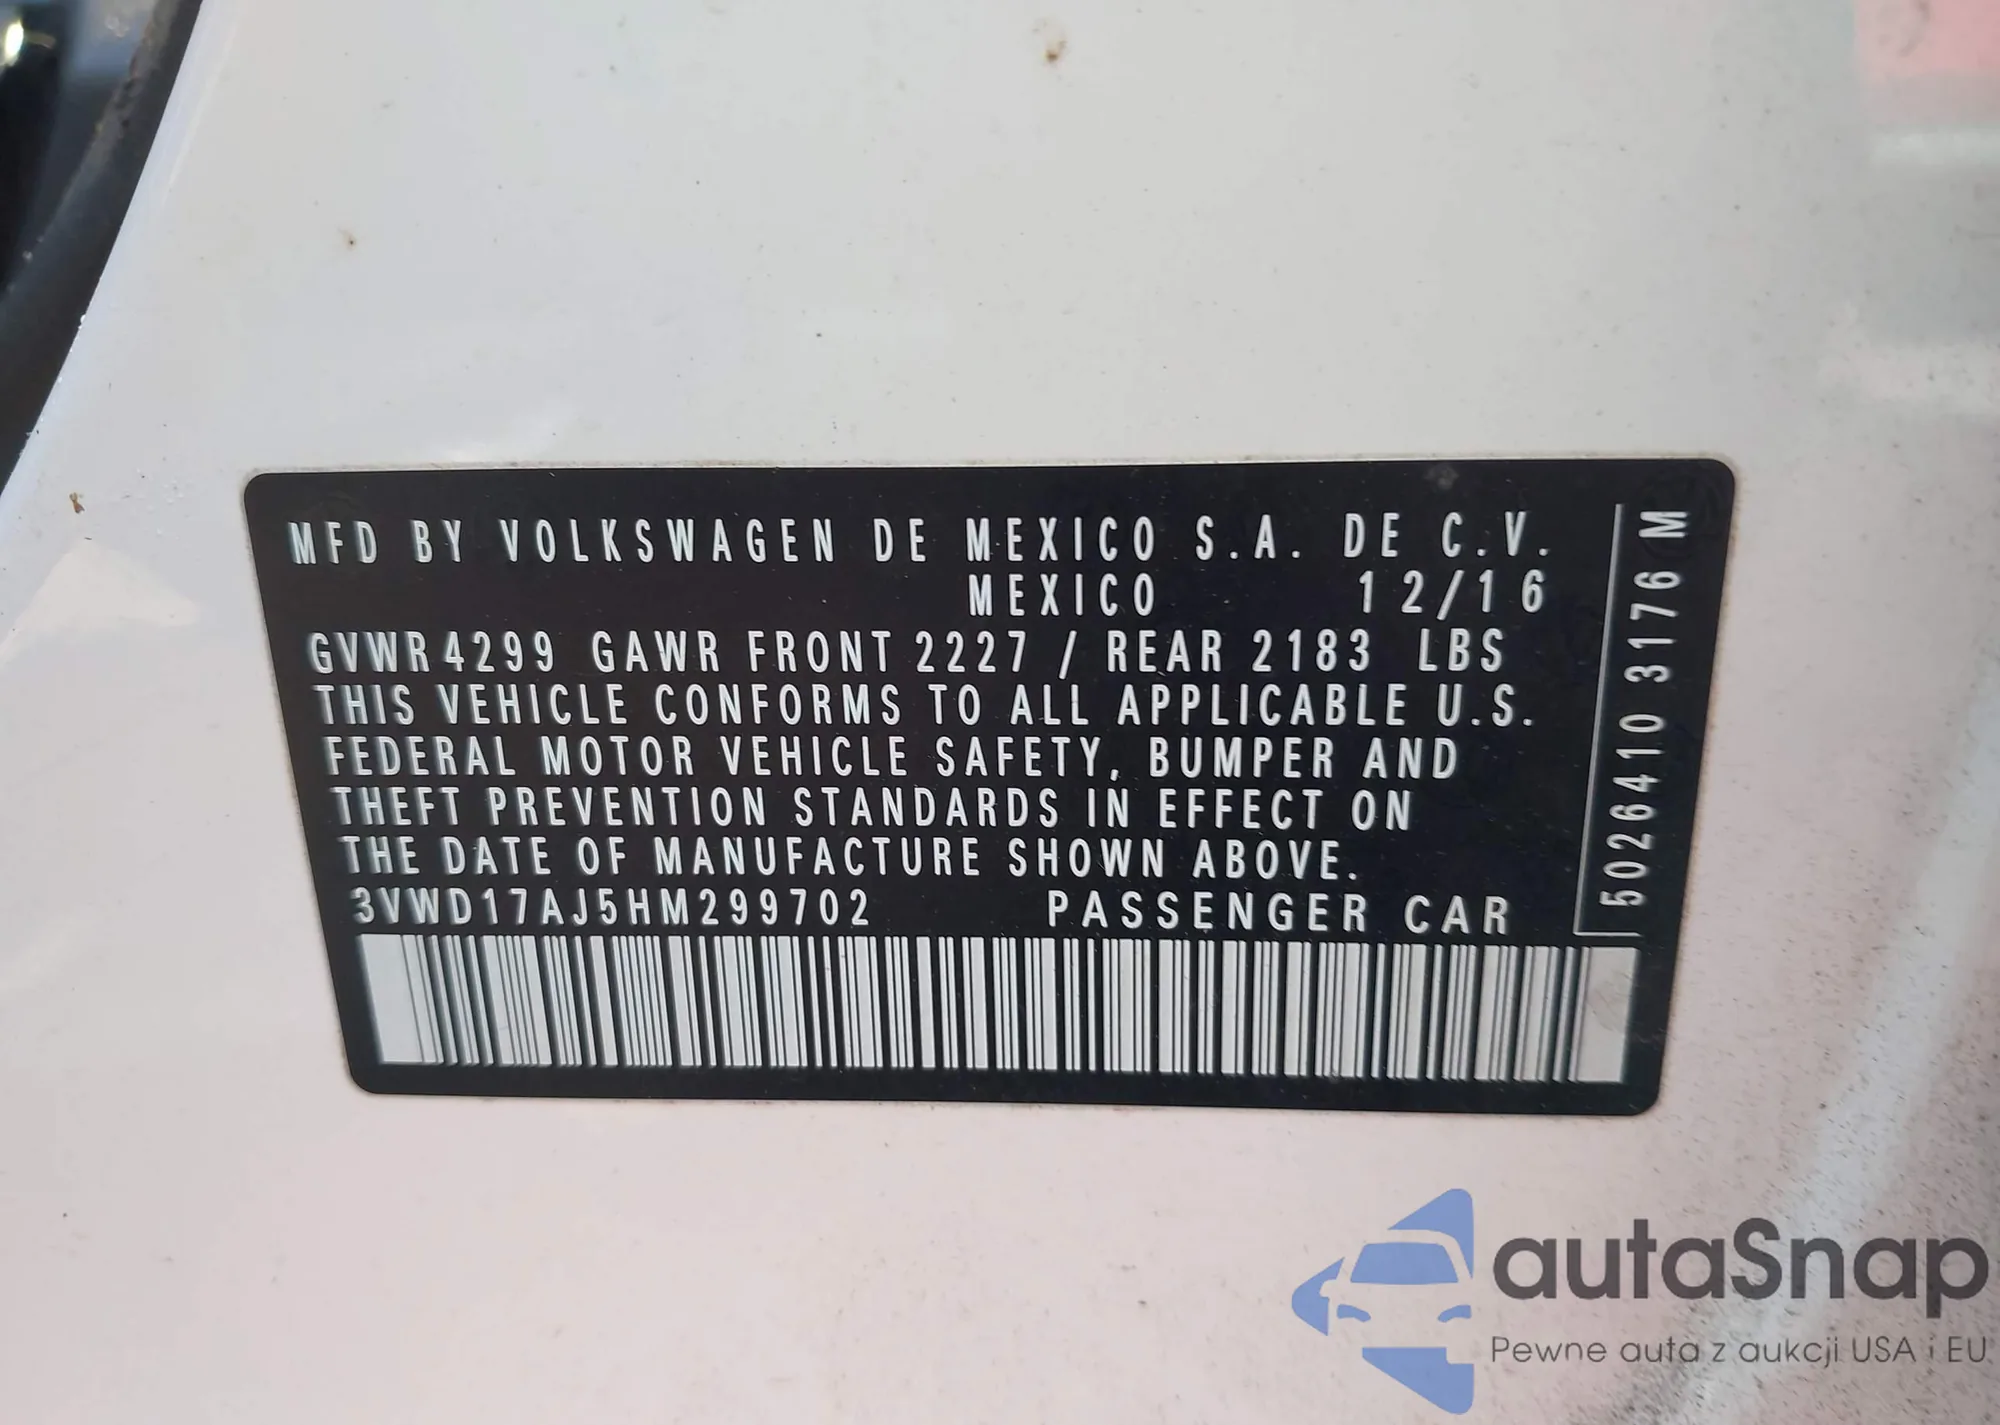 MFD BY VOLKSWAGEN DE MEXICO S.A. DE C.V.
MEXICO 12/16
GVWR 4299 GAWR FRONT 2227 / REAR 2183 LBS
THIS VEHICLE CONFORMS TO ALL APPLICABLE U.S.
FEDERAL MOTOR VEHICLE SAFETY, BUMPER AND
THEFT PREVENTION STANDARDS IN EFFECT ON
THE DATE OF MANUFACTURE SHOWN ABOVE.
3VWD17AJ5HM299702 PASSENGER CAR
5026410 3176 M
autaSnap
Pewne auta z aukcji USA i EU